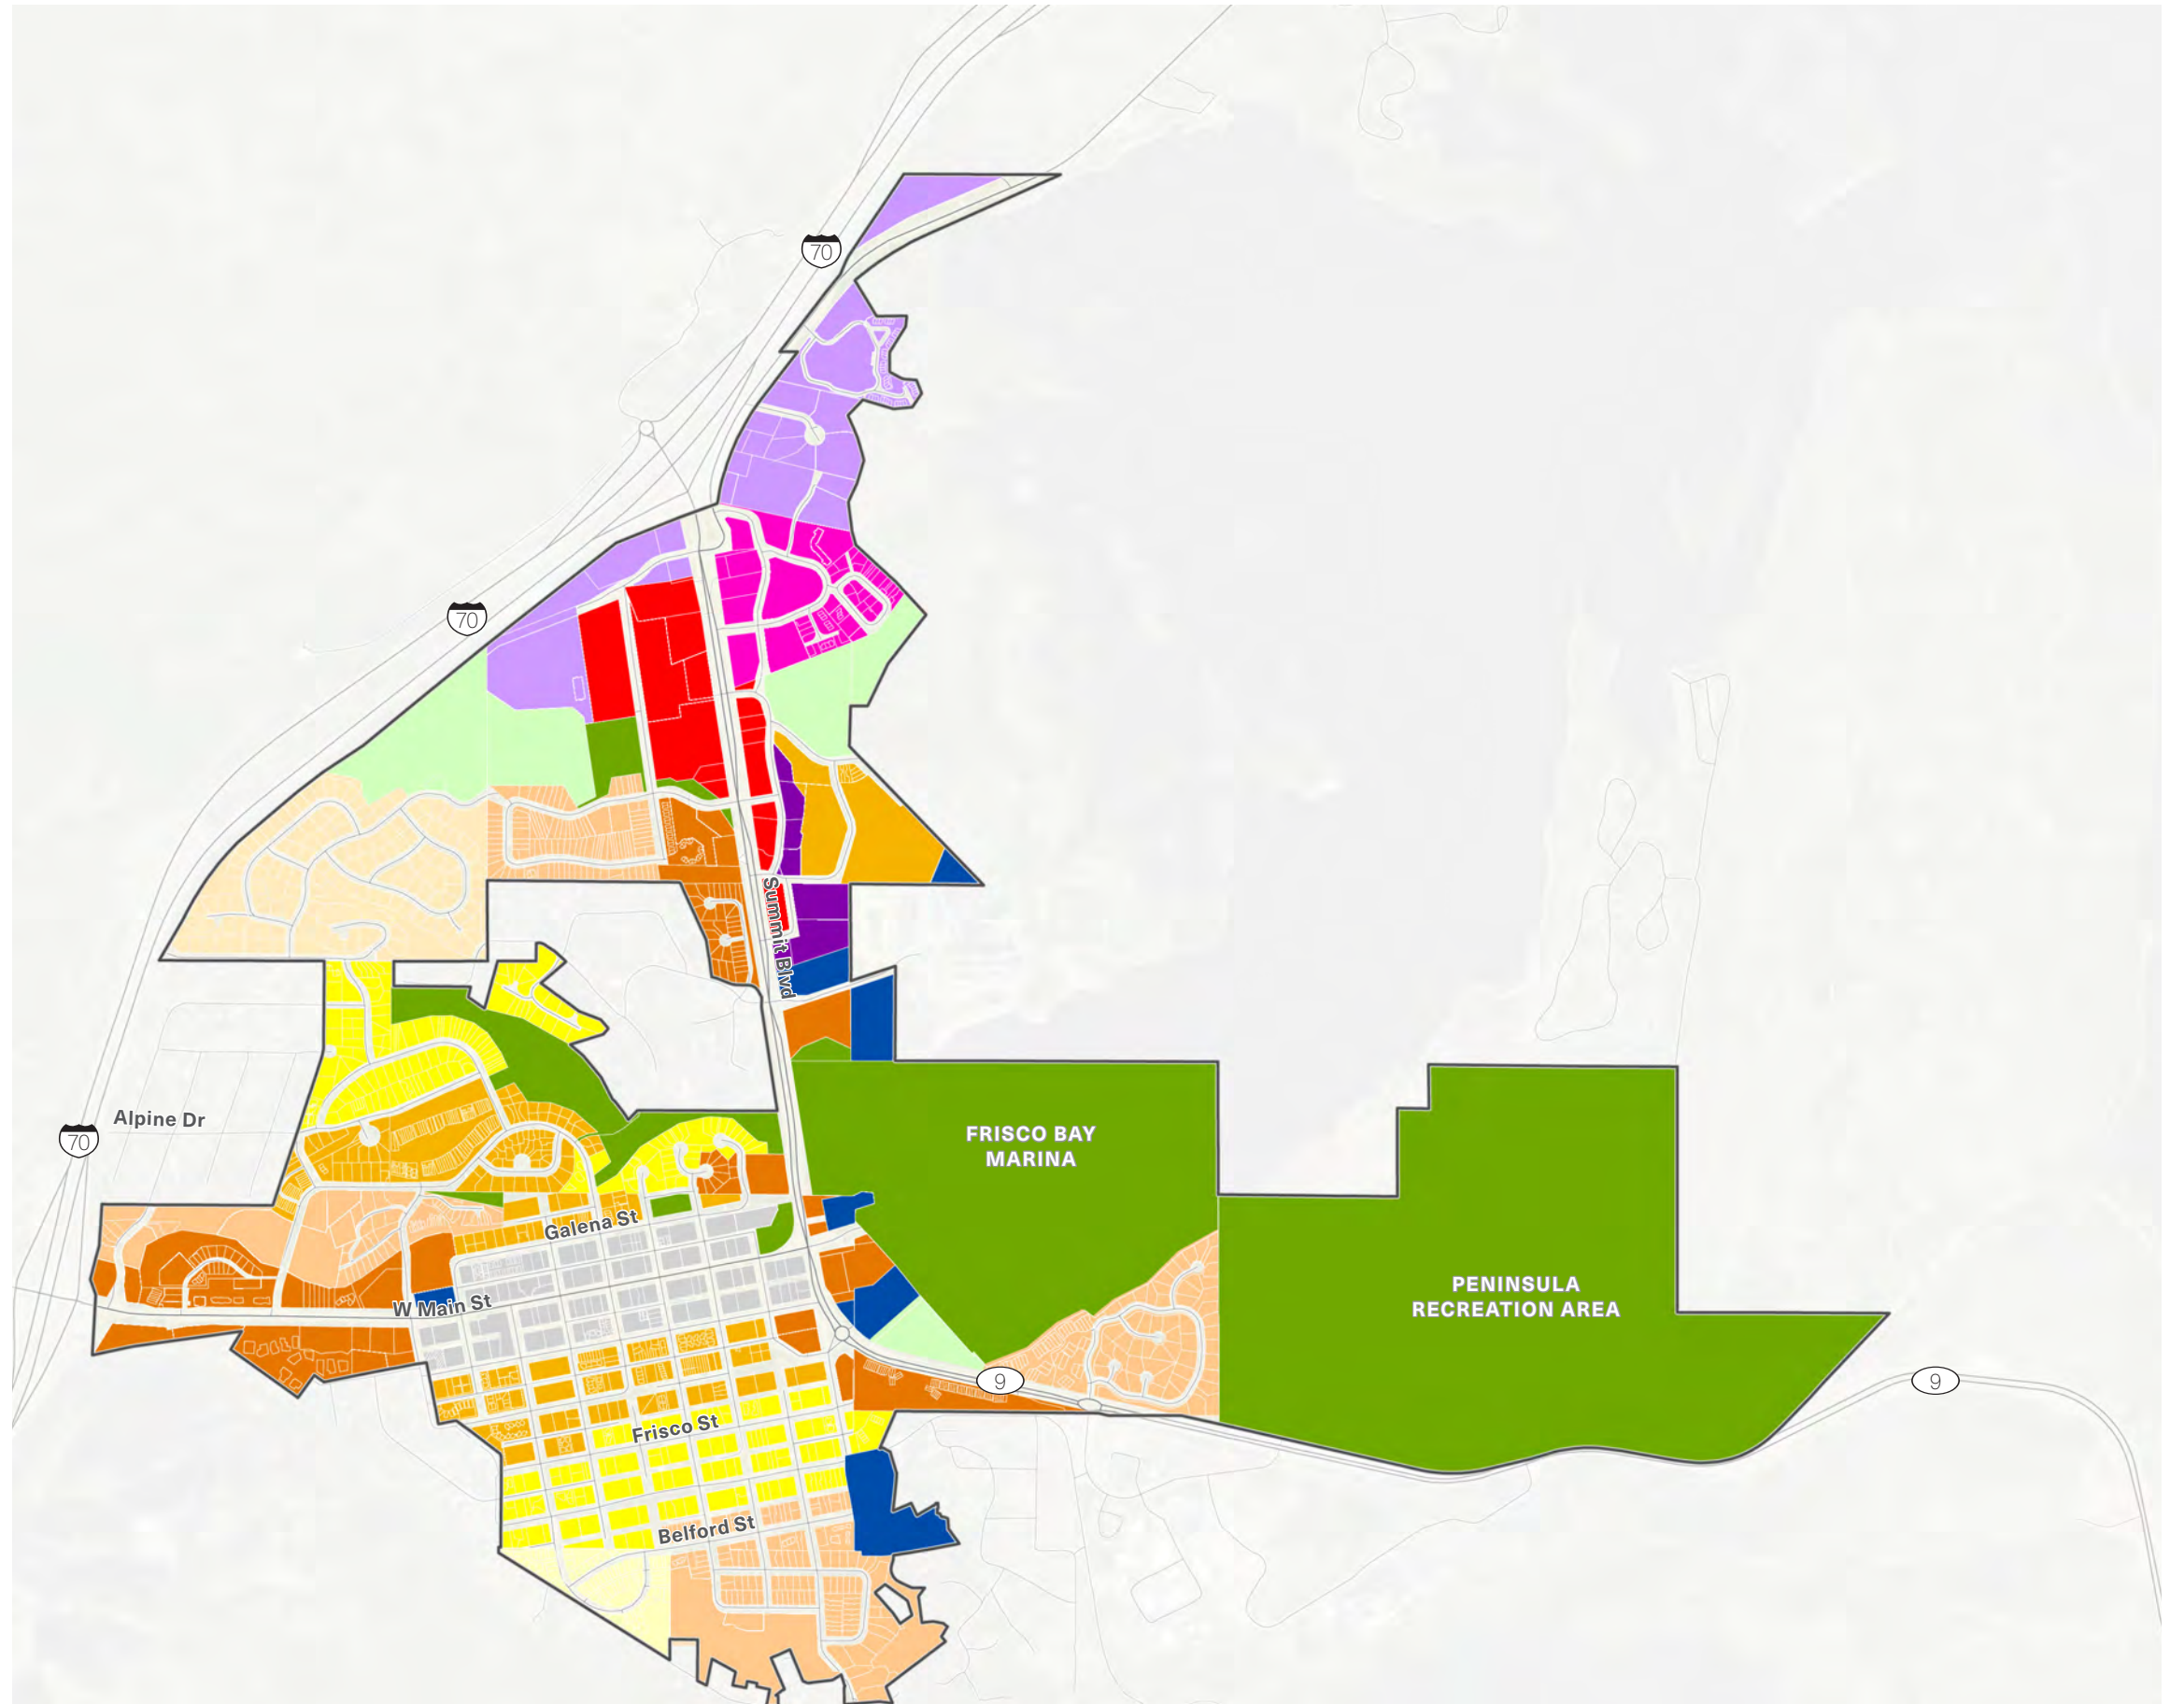 70
70
Summit Blvd
Alpine Dr
70
FRISCO BAY
MARINA
Galena St
PENINSULA
RECREATION AREA
W Main St
9
9
Frisco St
Belford St